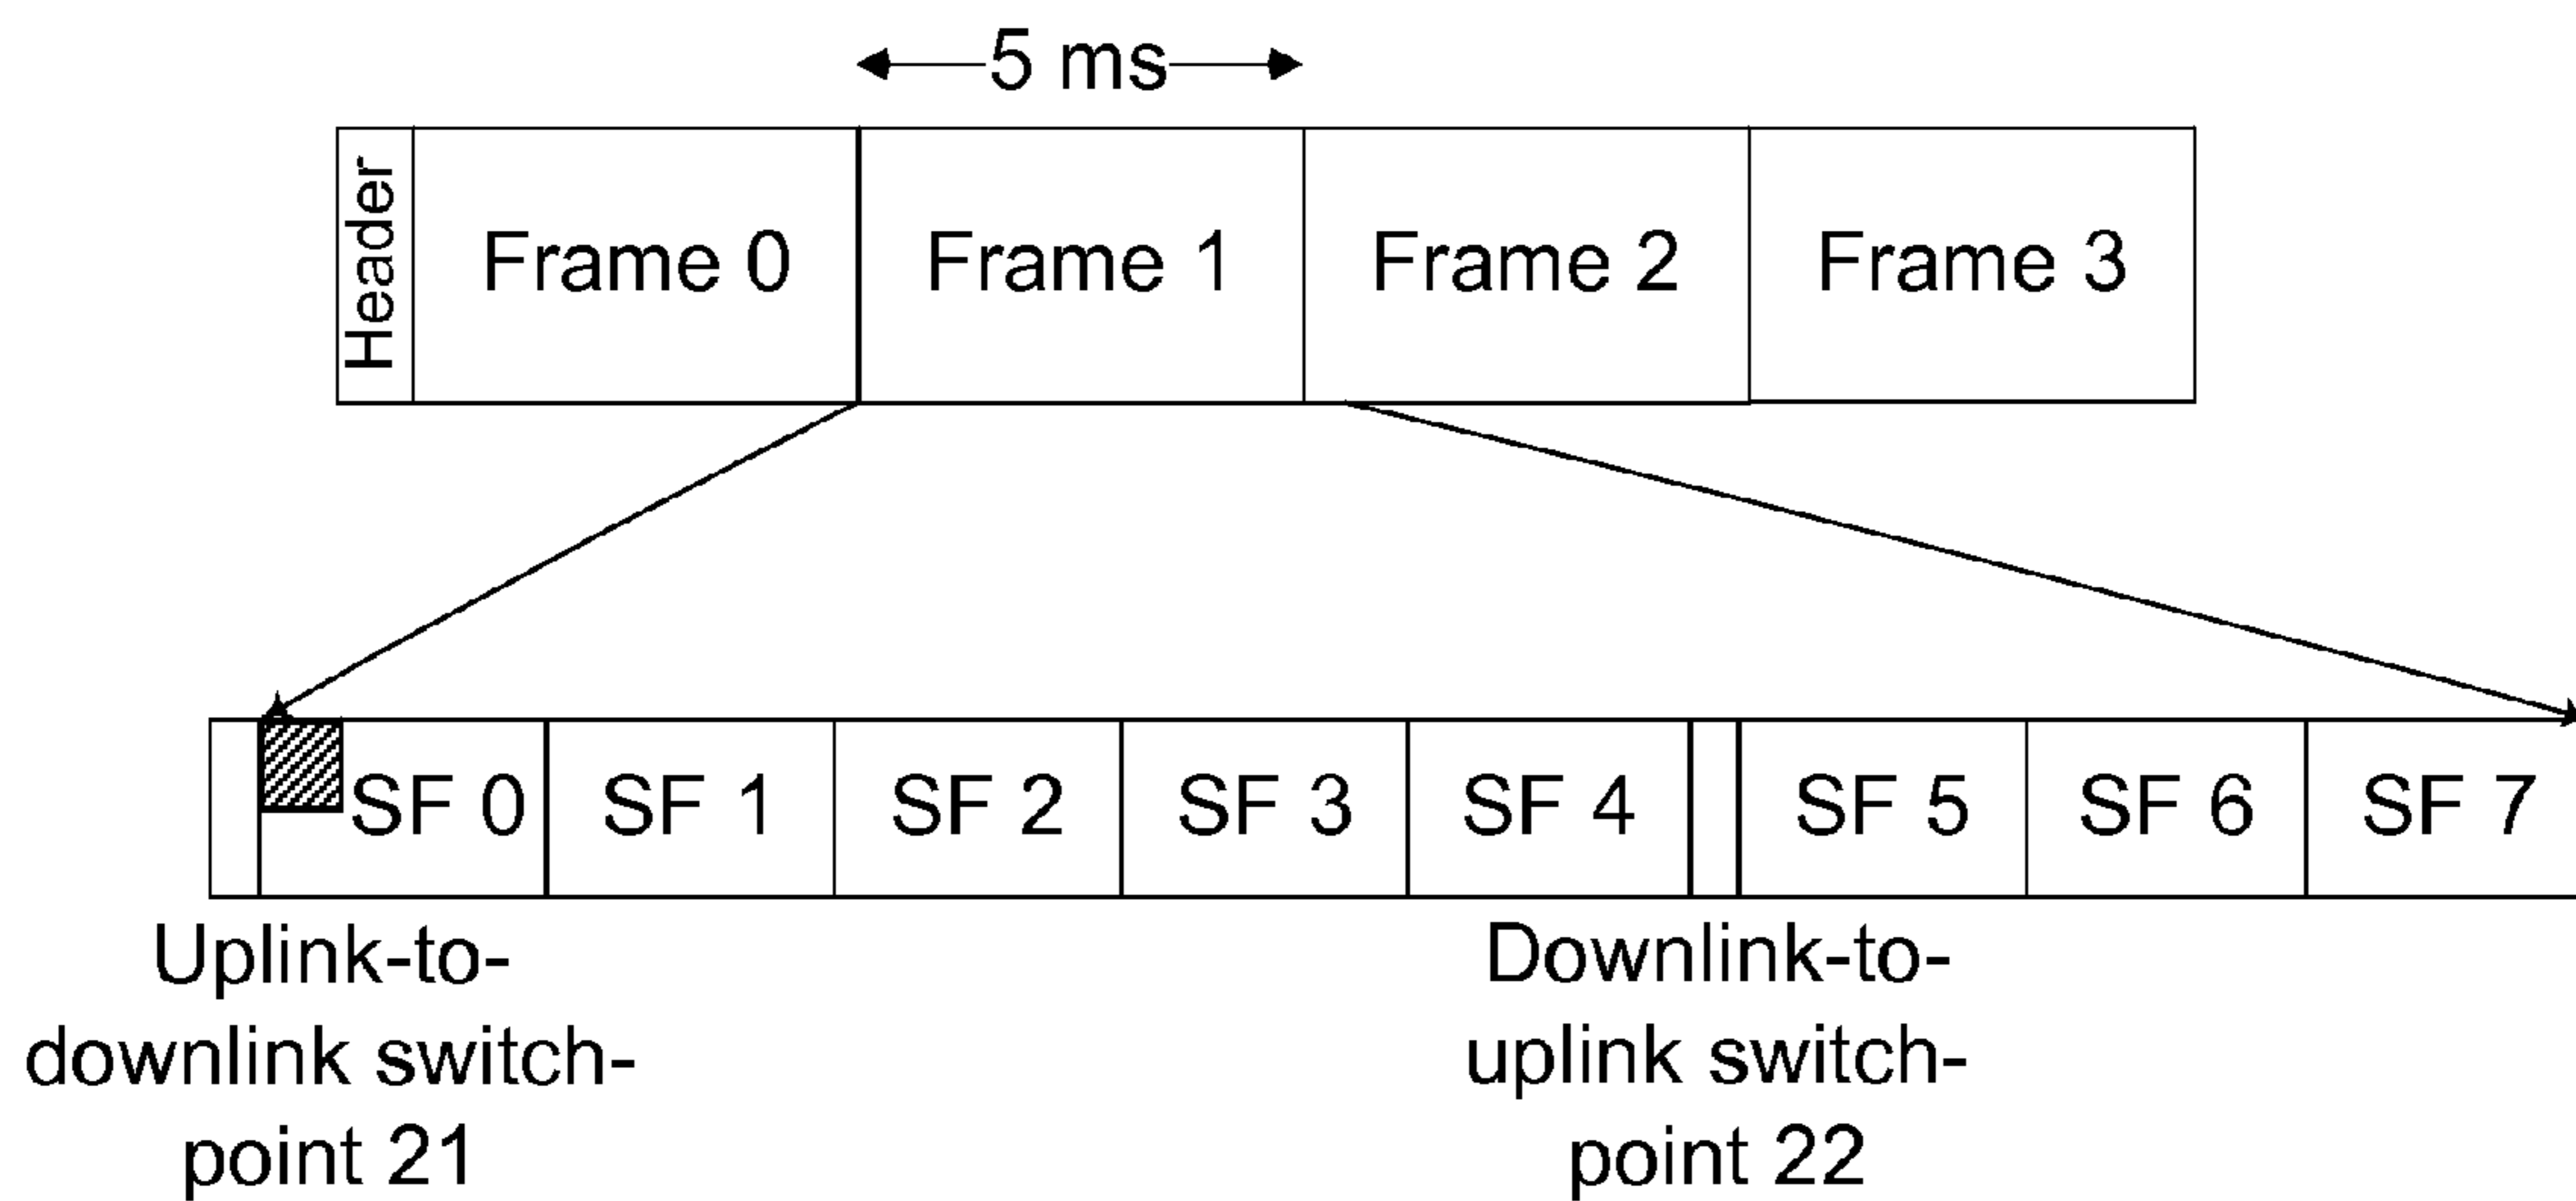 5 ms
Header
Frame 0
Frame 1
Frame 2
Frame 3
SF 0
SF 1
SF 2
SF 3
SF 4
SF 5
SF 6
SF 7
Uplink-to-
downlink switch-
point 21
Downlink-to-
uplink switch-
point 22